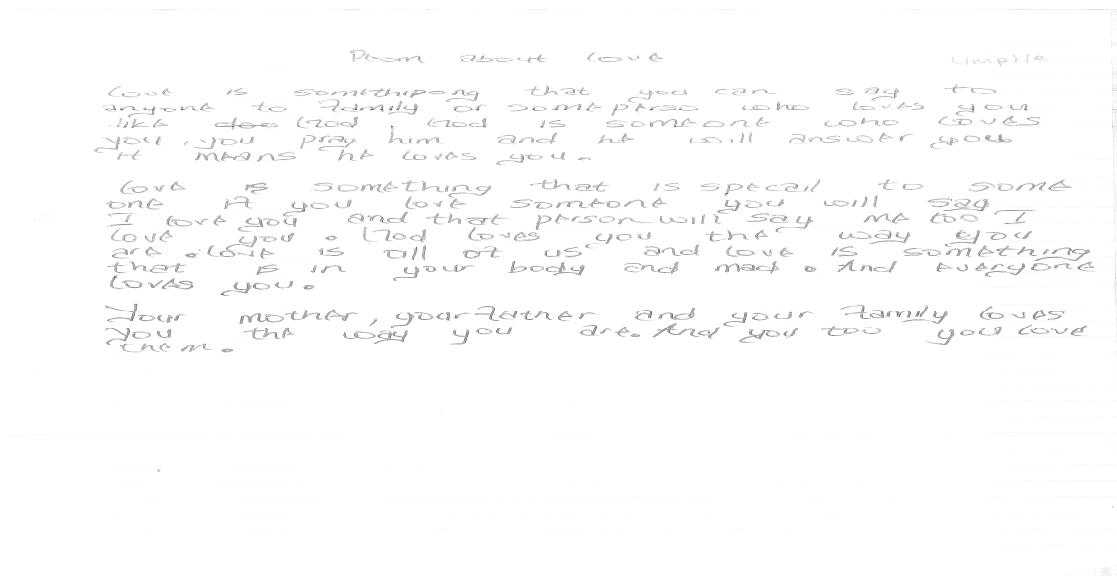 Poem about love Limpile
Love is somethipong that you can say to
anyone to Family or some perso who loves you
like God, God is someone who loves
you, you pray him and he will answer you
it means he loves you.
Love is something that is specail to some
one if you love someone you will say
I love you and that person will say me too I
love you. God loves you the way you
are. love is all of us and love is something
that is in your body and mad. And everyone
loves you.
Your mother, your Father and your Family loves
you the way you are. And you too you love
them.